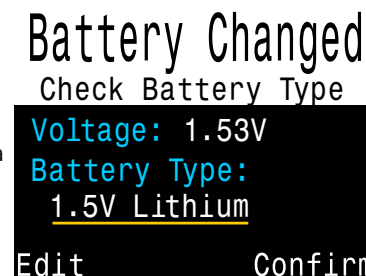 Battery Changed
Check Battery Type
Voltage: 1.53V
Battery Type:
1.5V Lithium
Edit Confirm